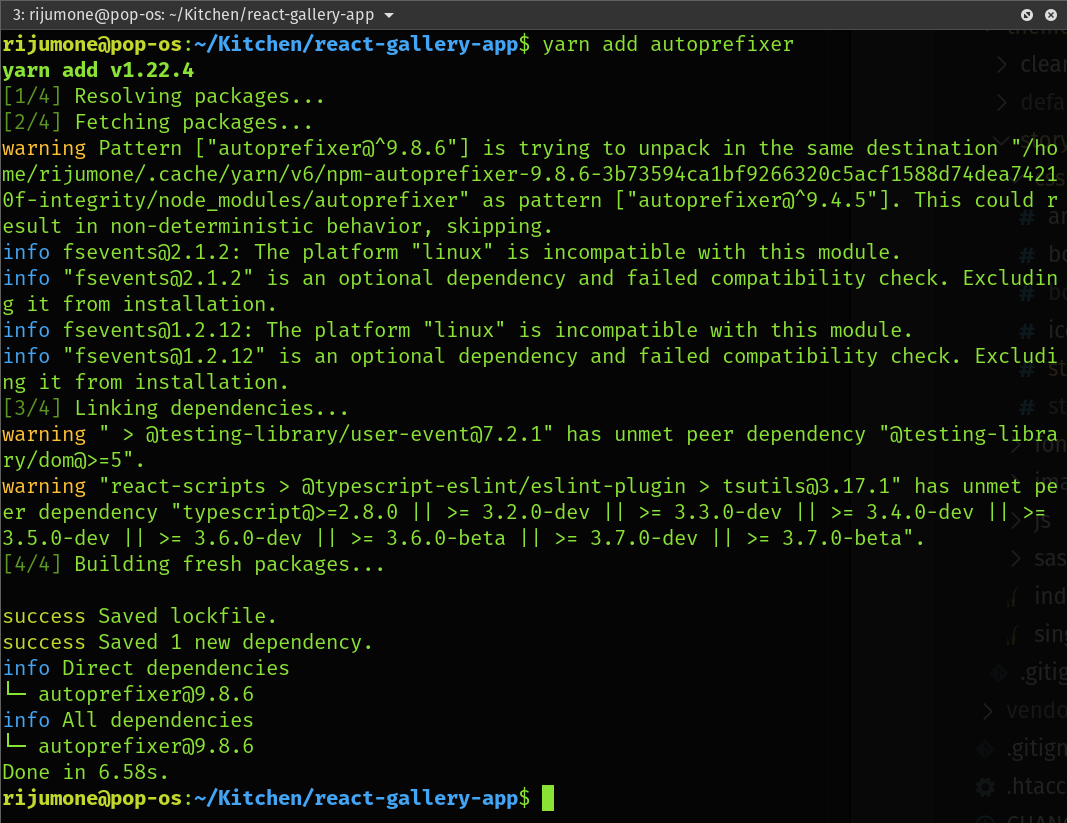 3: rijumone@pop-os: ~/Kitchen/react-gallery-app
rijumone@pop-os:~/Kitchen/react-gallery-app$ yarn add autoprefixer
yarn add v1.22.4
[1/4] Resolving packages...
[2/4] Fetching packages...
warning Pattern ["autoprefixer@^9.8.6"] is trying to unpack in the same destination "/ho
me/rijumone/.cache/yarn/v6/npm-autoprefixer-9.8.6-3b73594ca1bf9266320c5acf1588d74dea7421
0f-integrity/node_modules/autoprefixer" as pattern ["autoprefixer@^9.4.5"]. This could r
esult in non-deterministic behavior, skipping.
info fsevents@2.1.2: The platform "linux" is incompatible with this module.
info "fsevents@2.1.2" is an optional dependency and failed compatibility check. Excludin
g it from installation.
info fsevents@1.2.12: The platform "linux" is incompatible with this module.
info "fsevents@1.2.12" is an optional dependency and failed compatibility check. Excludi
ng it from installation.
[3/4] Linking dependencies...
warning " > @testing-library/user-event@7.2.1" has unmet peer dependency "@testing-libra
ry/dom@>=5".
warning "react-scripts > @typescript-eslint/eslint-plugin > tsutils@3.17.1" has unmet pe
er dependency "typescript@>=2.8.0 || >= 3.2.0-dev || >= 3.3.0-dev || >= 3.4.0-dev || >=
3.5.0-dev || >= 3.6.0-dev || >= 3.6.0-beta || >= 3.7.0-dev || >= 3.7.0-beta".
[4/4] Building fresh packages...
success Saved lockfile.
success Saved 1 new dependency.
info Direct dependencies
└─ autoprefixer@9.8.6
info All dependencies
└─ autoprefixer@9.8.6
Done in 6.58s.
rijumone@pop-os:~/Kitchen/react-gallery-app$